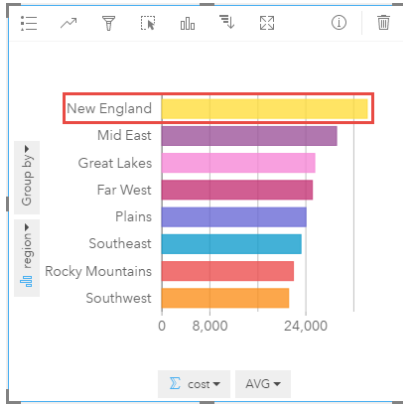 New England
Mid East
Great Lakes
Far West
Plains
Southeast
Rocky Mountains
Southwest
0 8,000 24,000
Group by
region
Σ cost AVG